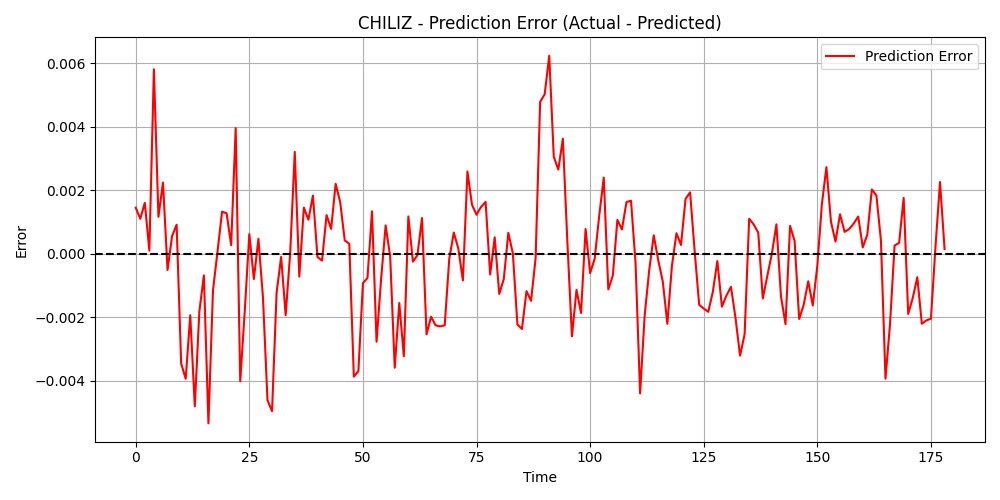 CHILIZ - Prediction Error (Actual - Predicted)
Prediction Error
Error
0.006
0.004
0.002
0.000
−0.002
−0.004
0 25 50 75 100 125 150 175
Time